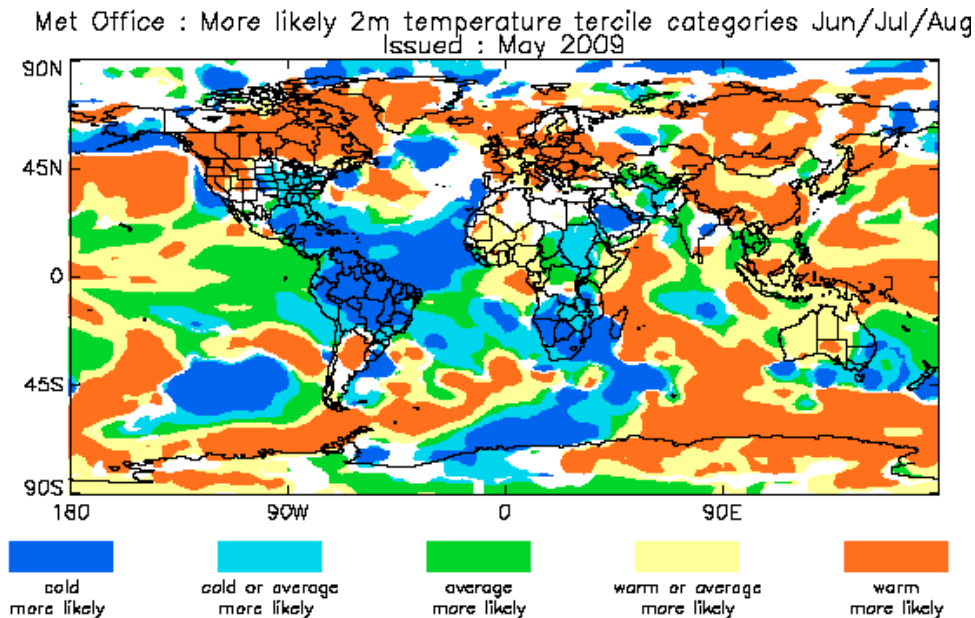 Met Office : More likely 2m temperature tercile categories Jun/Jul/Aug
Issued : May 2009
90N
45N
0
45S
90S
180 90W 0 90E
cold cold or average average warm or average warm
more likely more likely more likely more likely more likely